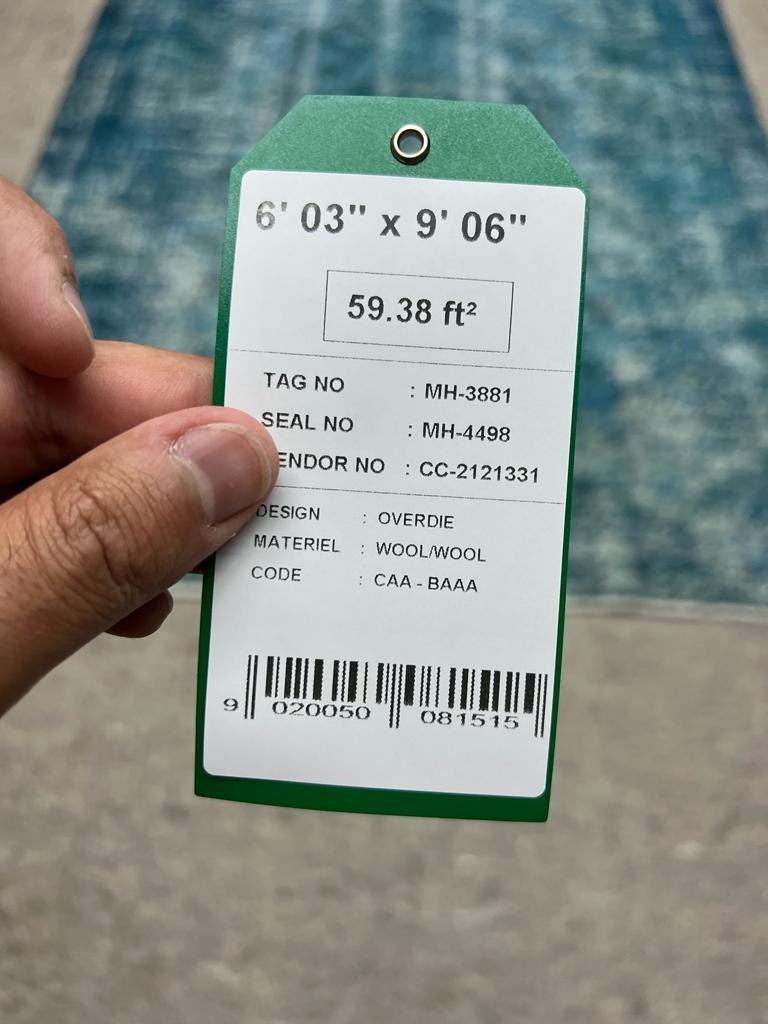 6' 03" x 9' 06"
59.38 ft²
TAG NO : MH-3881
SEAL NO : MH-4498
ENDOR NO : CC-2121331
DESIGN : OVERDIE
MATERIEL : WOOL/WOOL
CODE : CAA - BAAA
9 020050 081515